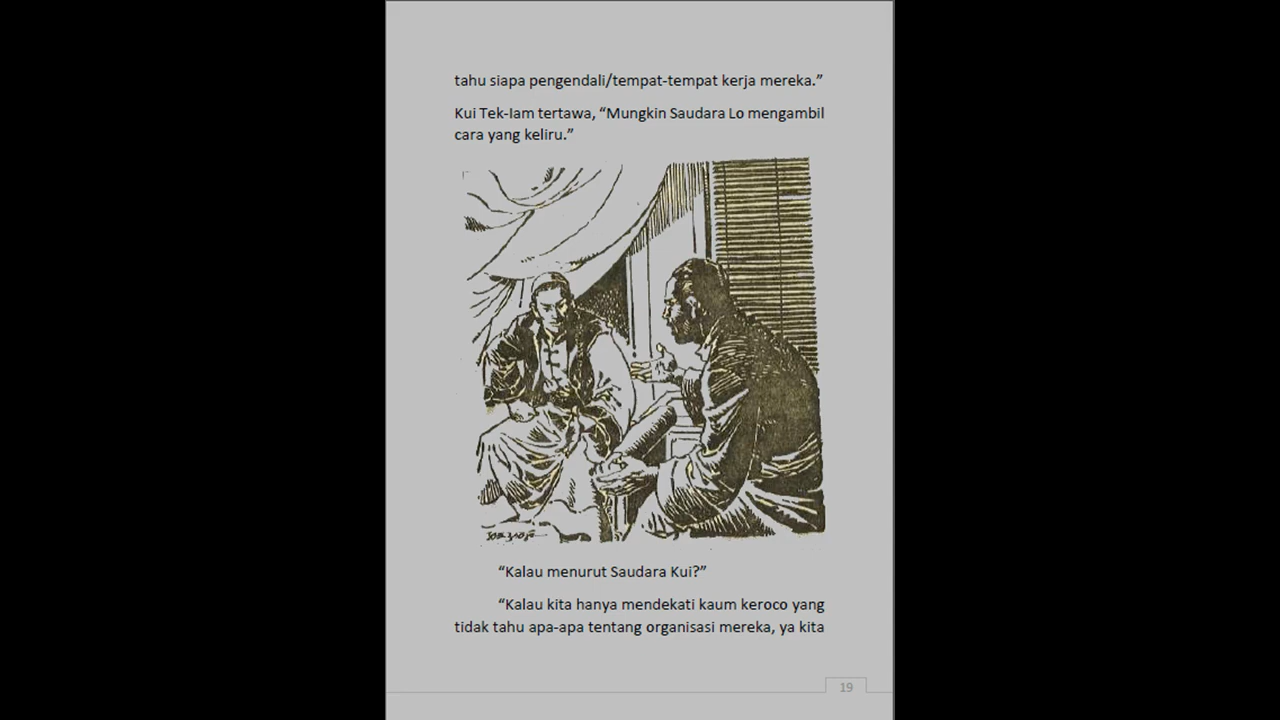 tahu siapa pengendali/tempat-tempat kerja mereka.”
Kui Tek-Iam tertawa, “Mungkin Saudara Lo mengambil
cara yang keliru.”
“Kalau menurut Saudara Kui?”
“Kalau kita hanya mendekati kaum keroco yang
tidak tahu apa-apa tentang organisasi mereka, ya kita
19